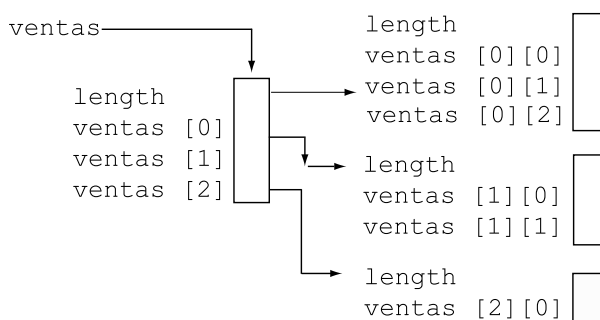 ventas
length
ventas [0]
ventas [1]
ventas [2]
length
ventas [0][0]
ventas [0][1]
ventas [0][2]
length
ventas [1][0]
ventas [1][1]
length
ventas [2][0]